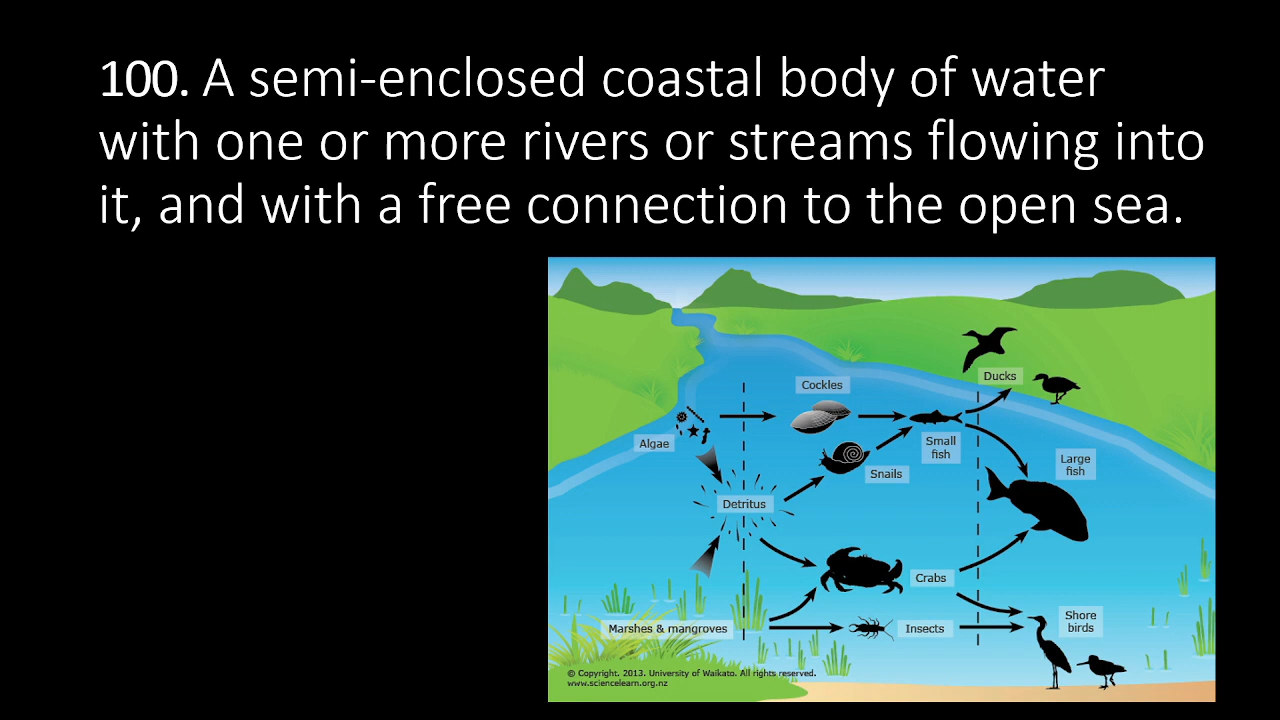 100. A semi-enclosed coastal body of water
with one or more rivers or streams flowing into
it, and with a free connection to the open sea.
Ducks
Cockles
Algae
Small
fish
Large
fish
Snails
Detritus
Crabs
Marshes & mangroves
Insects
Shore
birds
© Copyright. 2013. University of Waikato. All rights reserved.
www.sciencelearn.org.nz